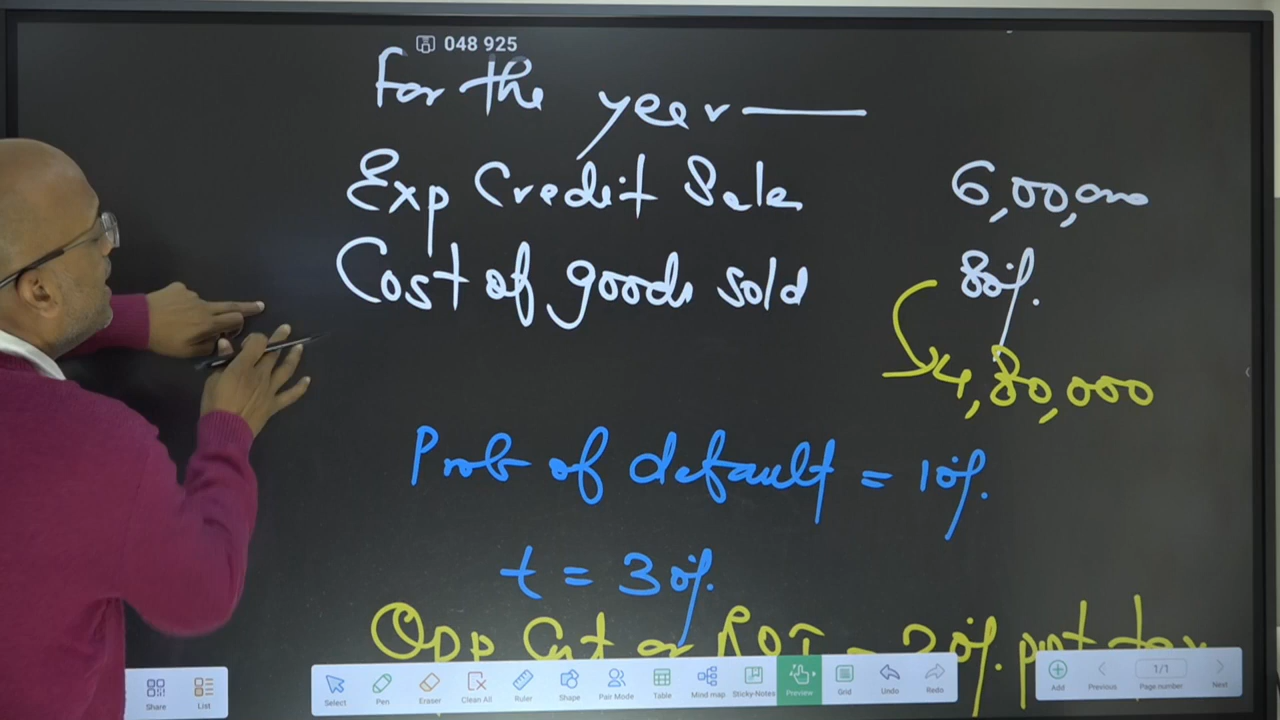 048 925
For the year —
Exp Credit Sales 6,00,000
Cost of goods sold 80%.
4,80,000
Prob of default = 10%.
t = 30%.
Opp Cost or ROI = 20%. post tax
Share
List
Select
Pen
Eraser
Clean All
Ruler
Shape
Pair Mode
Table
Mind map
Sticky-Notes
Preview
Grid
Undo
Redo
Add
Previous
1/1
Page number
Next